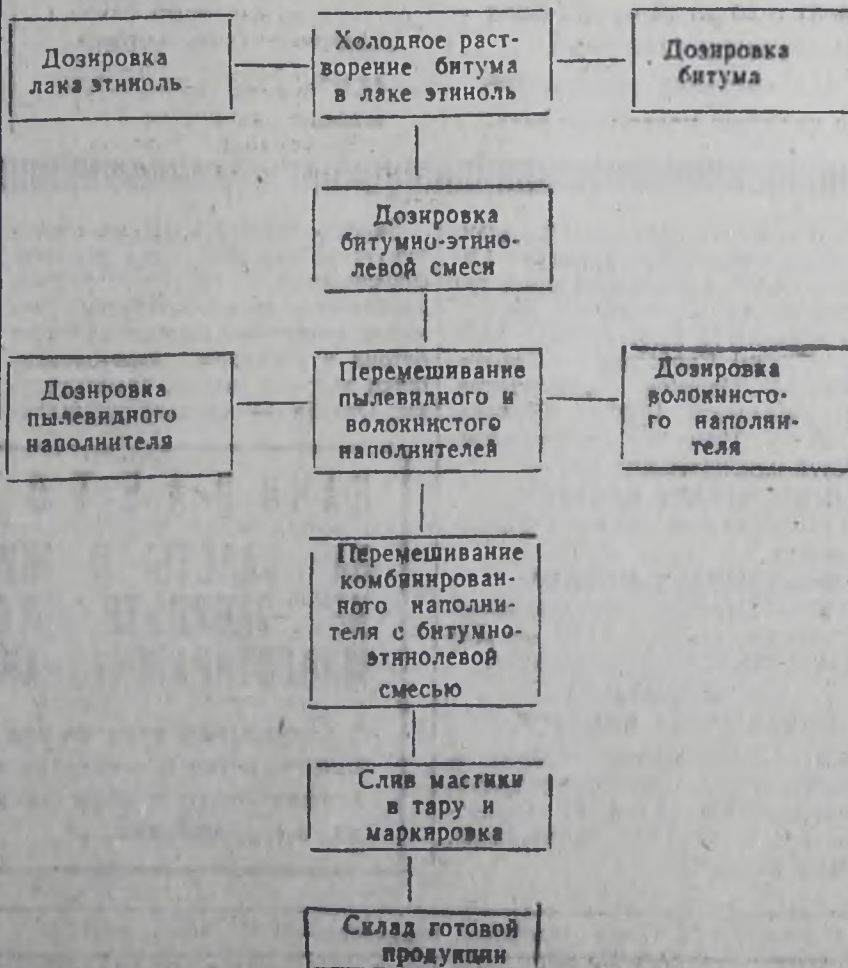 Дозировка
лака этиноль
Холодное раст-
ворение битума
в лаке этиноль
Дозировка
битума
Дозировка
битумно-этино-
левой смеси
Дозировка
пылевидного
наполнителя
Перемешивание
пылевидного и
волокнистого
наполнителей
Дозировка
волокнисто-
го наполни-
теля
Перемешивание
комбинирован-
ного наполни-
теля с битумно-
этинолевой
смесью
Слив мастики
в тару и
маркировка
Склад готовой
продукции